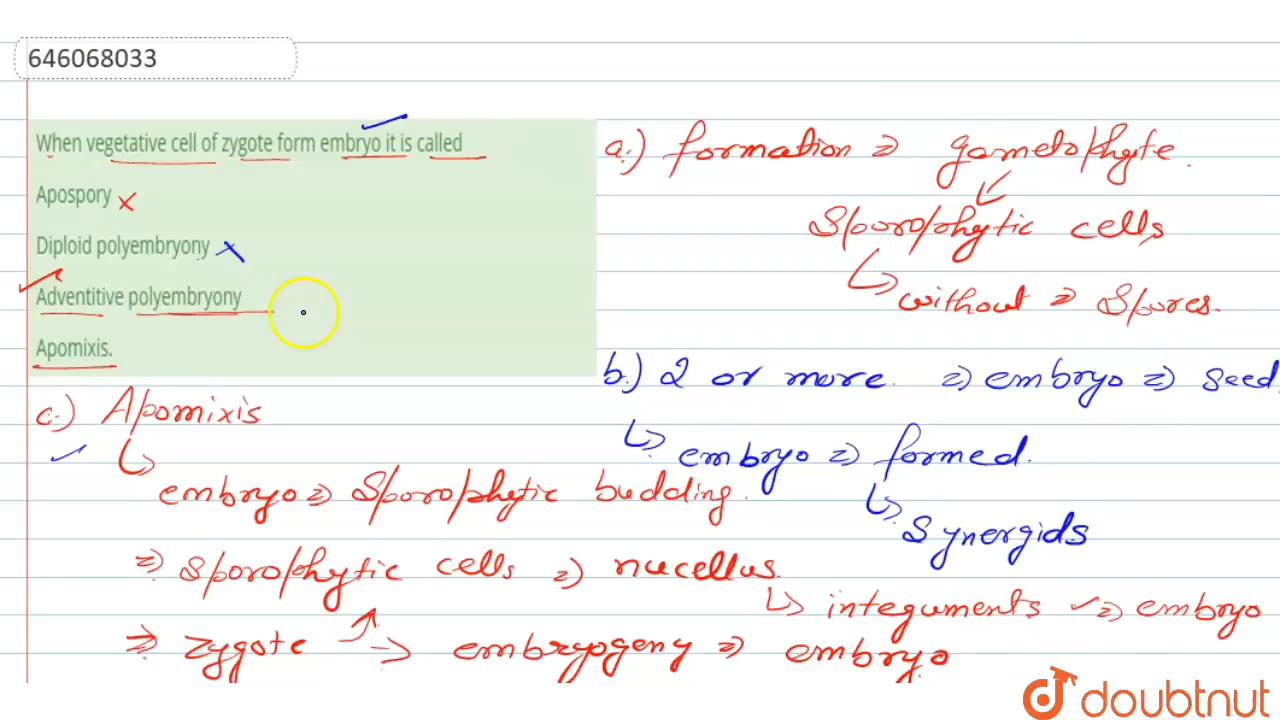 646068033
When vegetative cell of zygote form embryo it is called
Apospory x
Diploid polyembryony x
Adventitive polyembryony
Apomixis.
a.) formation ⇒ gametophyte.
Sporophytic cells
without ⇒ Spores.
b.) 2 or more ⇒ embryo ⇒ seed.
embryo ⇒ formed.
Synergids
c.) Apomixis
embryo ⇒ Sporophytic budding.
⇒ Sporophytic cells ⇒ nucellus.
integuments ⇒ embryo
⇒ zygote → embryogeny ⇒ embryo
doubtnut